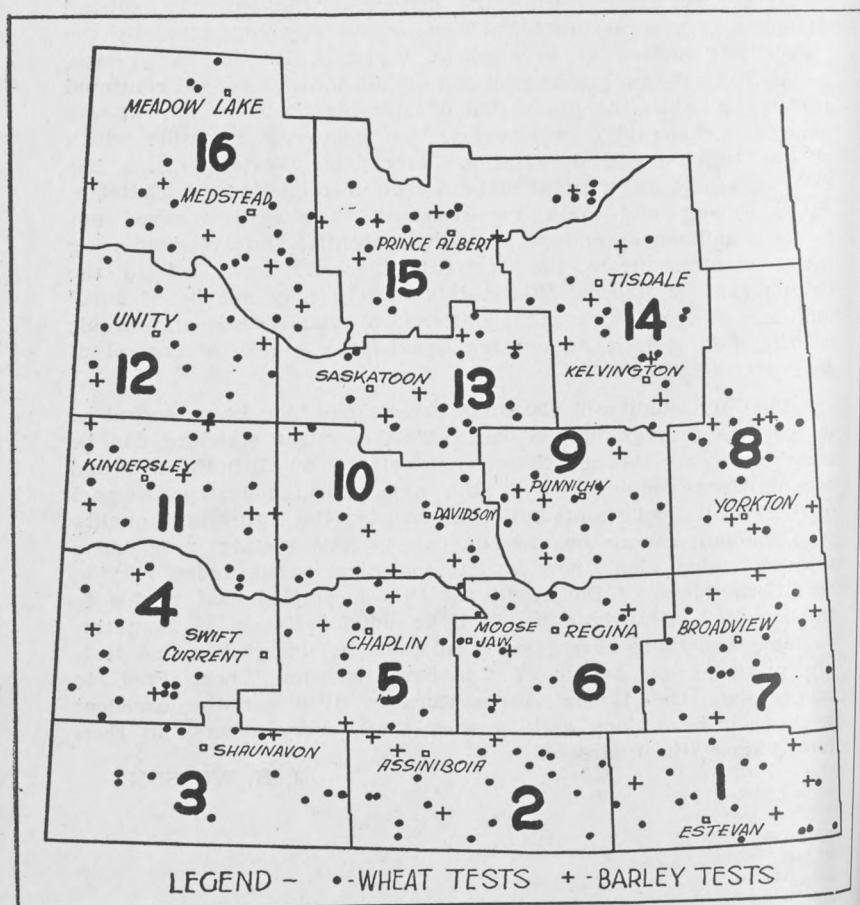 MEADOW LAKE
16
MEDSTEAD
PRINCE ALBERT
15
TISDALE
UNITY
14
12
SASKATOON
13
KELVINGTON
9
8
KINDERSLEY
10
PUNNICHY
11
DAVIDSON
YORKTON
4
SWIFT
CURRENT
CHAPLIN
MOOSE
JAW
REGINA
BROADVIEW
5
6
7
SHAUNAVON
ASSINIBOIA
3
2
1
ESTEVAN
LEGEND - • -WHEAT TESTS + -BARLEY TESTS